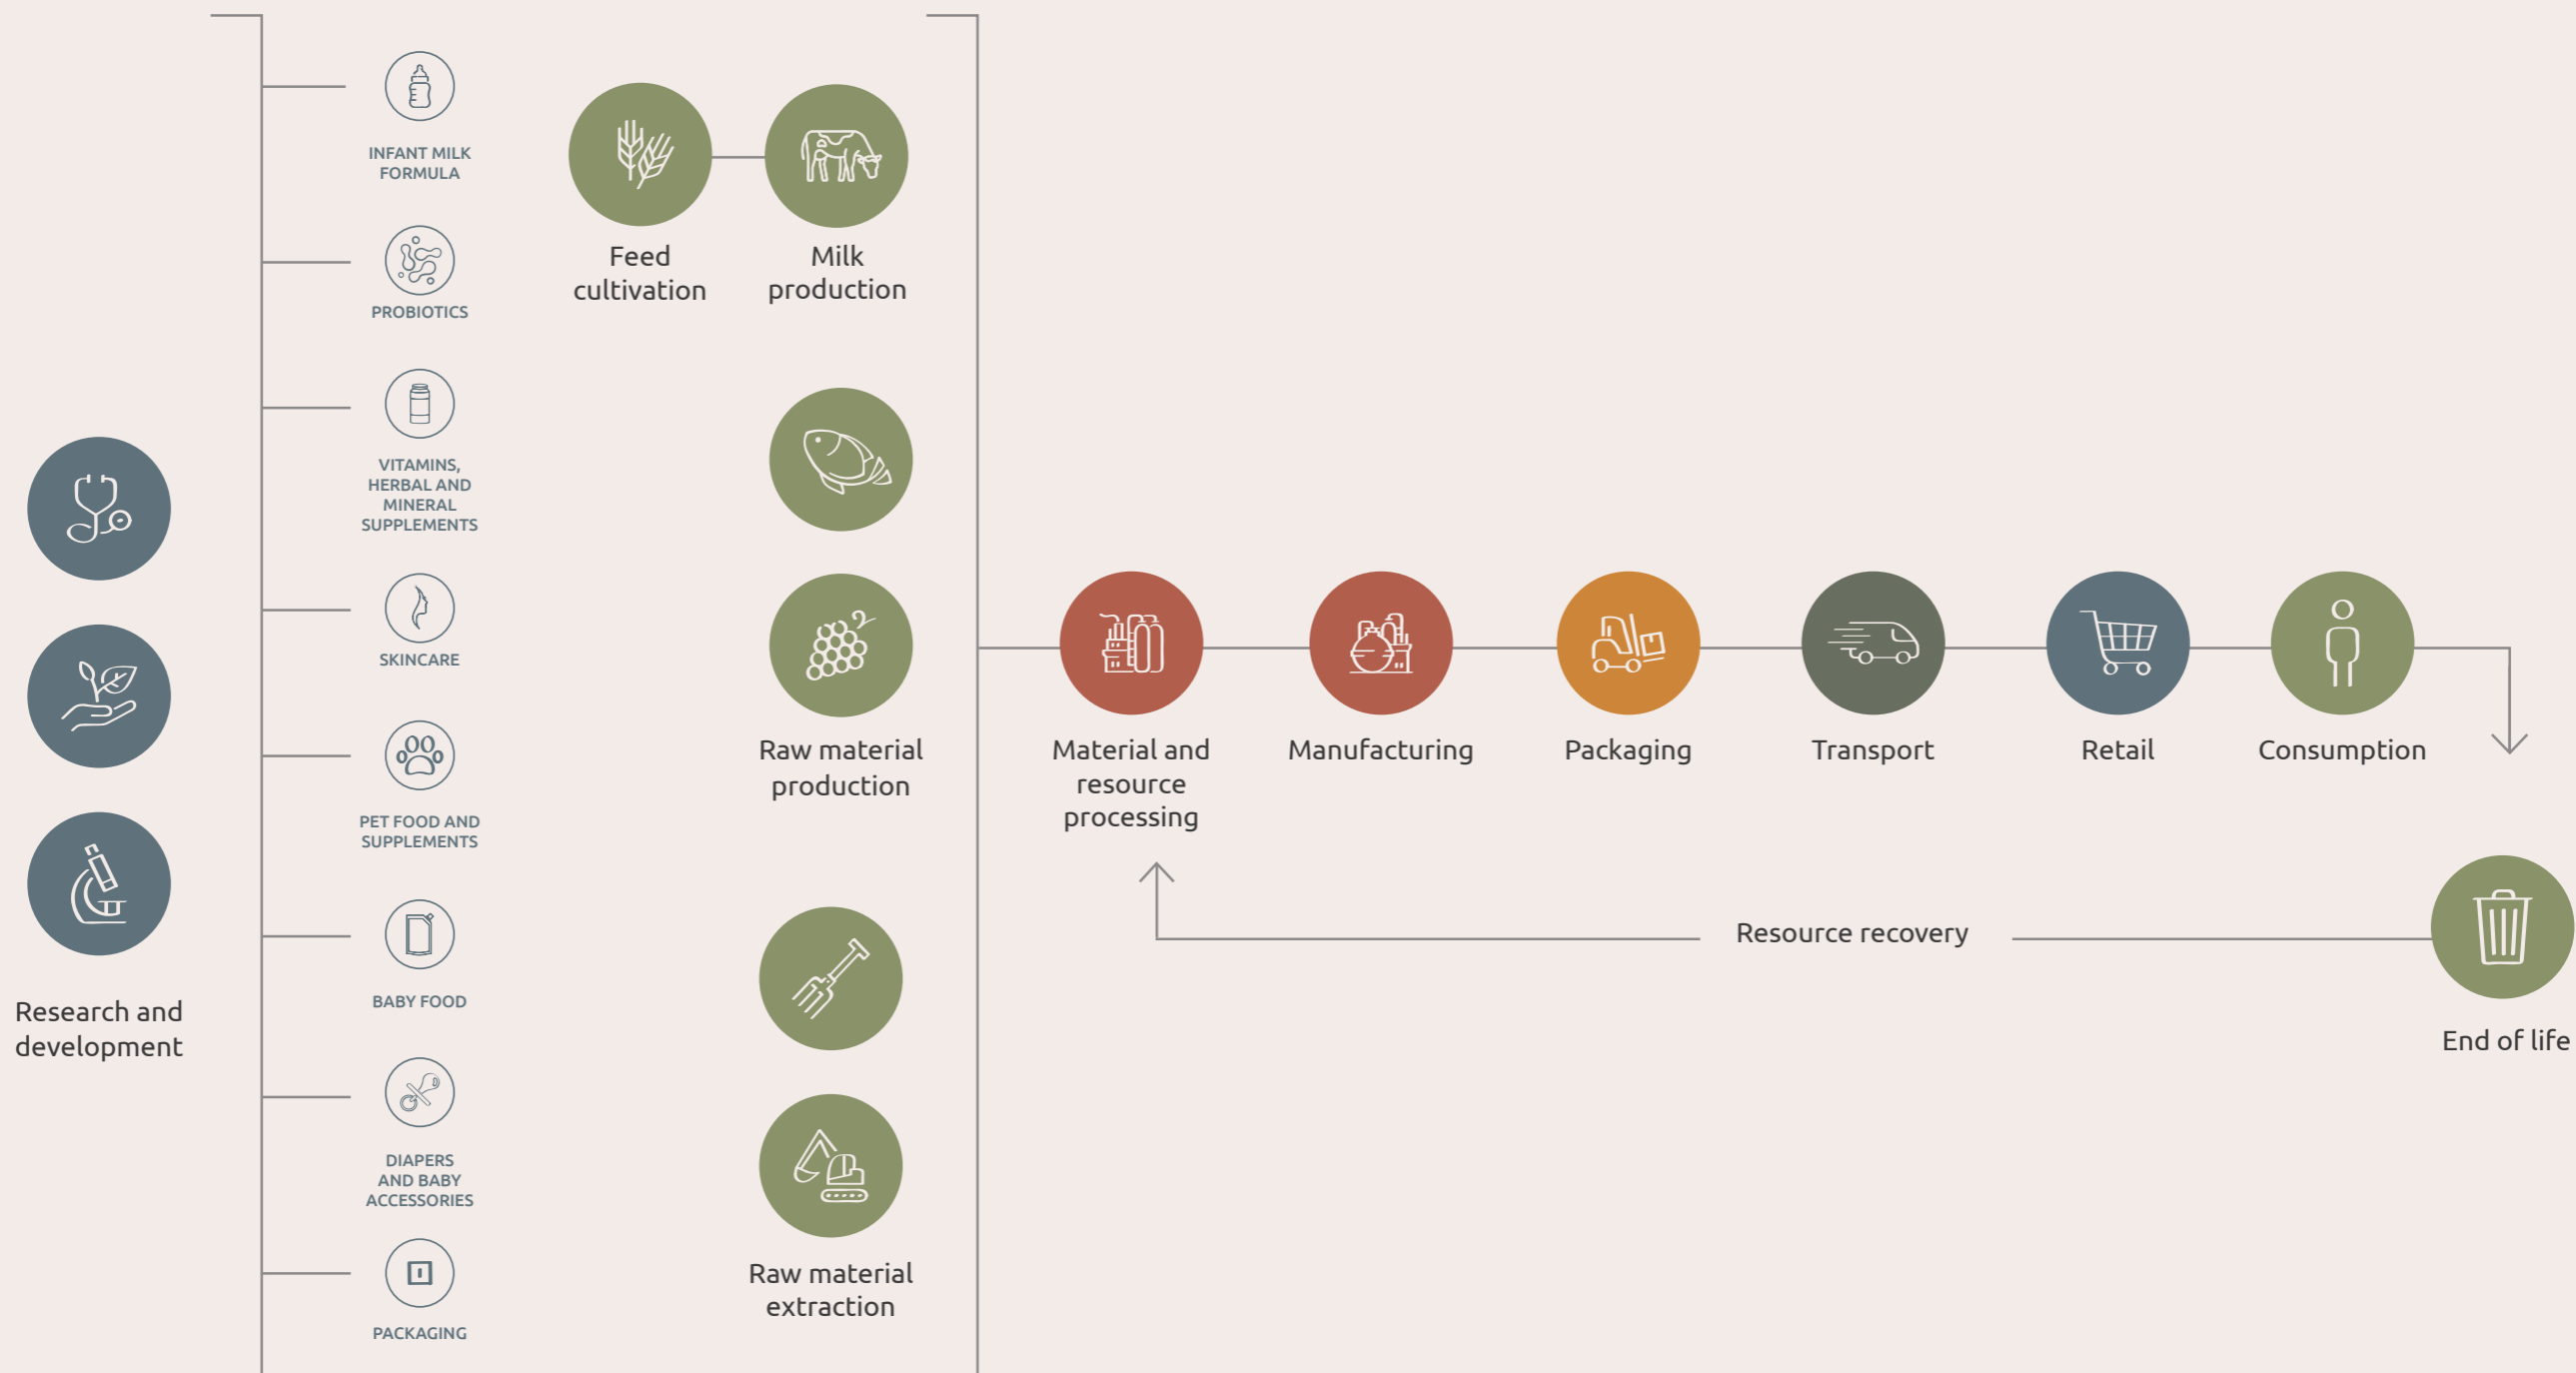 Research and
development
INFANT MILK
FORMULA
PROBIOTICS
VITAMINS,
HERBAL AND
MINERAL
SUPPLEMENTS
SKINCARE
PET FOOD AND
SUPPLEMENTS
BABY FOOD
DIAPERS
AND BABY
ACCESSORIES
PACKAGING
Feed
cultivation
Milk
production
Raw material
production
Raw material
extraction
Material and
resource
processing
Manufacturing
Packaging
Transport
Retail
Consumption
Resource recovery
End of life